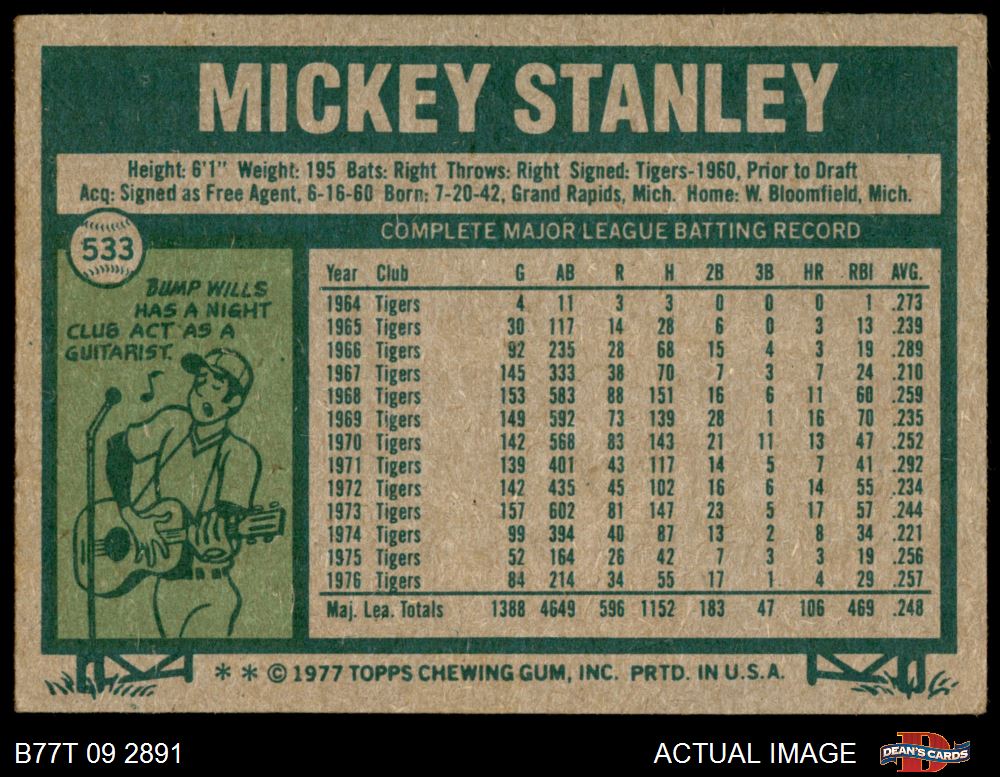 MICKEY STANLEY
Height: 6'1" Weight: 195 Bats: Right Throws: Right Signed: Tigers-1960, Prior to Draft
Acq: Signed as Free Agent, 6-16-60 Born: 7-20-42, Grand Rapids, Mich. Home: W. Bloomfield, Mich.
533
COMPLETE MAJOR LEAGUE BATTING RECORD
BUMP WILLS
HAS A NIGHT
CLUB ACT AS A
GUITARIST.
Year Club G AB R H 2B 3B HR RBI AVG.
1964 Tigers 4 11 3 3 0 0 0 1 .273
1965 Tigers 30 117 14 28 6 0 3 13 .239
1966 Tigers 92 235 28 68 15 4 3 19 .289
1967 Tigers 145 333 38 70 7 3 7 24 .210
1968 Tigers 153 583 88 151 16 6 11 60 .259
1969 Tigers 149 592 73 139 28 1 16 70 .235
1970 Tigers 142 568 83 143 21 11 13 47 .252
1971 Tigers 139 401 43 117 14 5 7 41 .292
1972 Tigers 142 435 45 102 16 6 14 55 .234
1973 Tigers 157 602 81 147 23 5 17 57 .244
1974 Tigers 99 394 40 87 13 2 8 34 .221
1975 Tigers 52 164 26 42 7 3 3 19 .256
1976 Tigers 84 214 34 55 17 1 4 29 .257
Maj. Lea. Totals 1388 4649 596 1152 183 47 106 469 .248
* * © 1977 TOPPS CHEWING GUM, INC. PRTD. IN U.S.A.
B77T 09 2891
ACTUAL IMAGE
D
DEAN'S CARDS